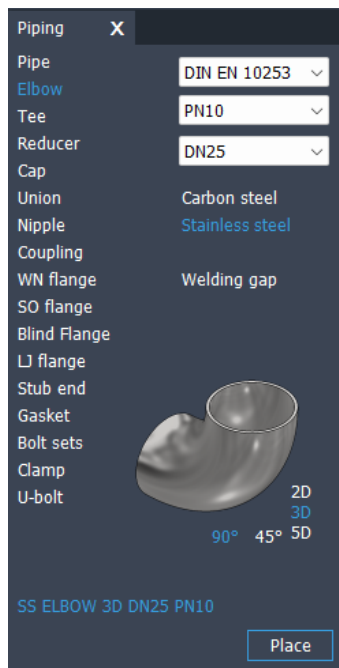 Piping X
Pipe
Elbow
Tee
Reducer
Cap
Union
Nipple
Coupling
WN flange
SO flange
Blind Flange
LJ flange
Stub end
Gasket
Bolt sets
Clamp
U-bolt
DIN EN 10253
PN10
DN25
Carbon steel
Stainless steel
Welding gap
2D
3D
90° 45° 5D
SS ELBOW 3D DN25 PN10
Place